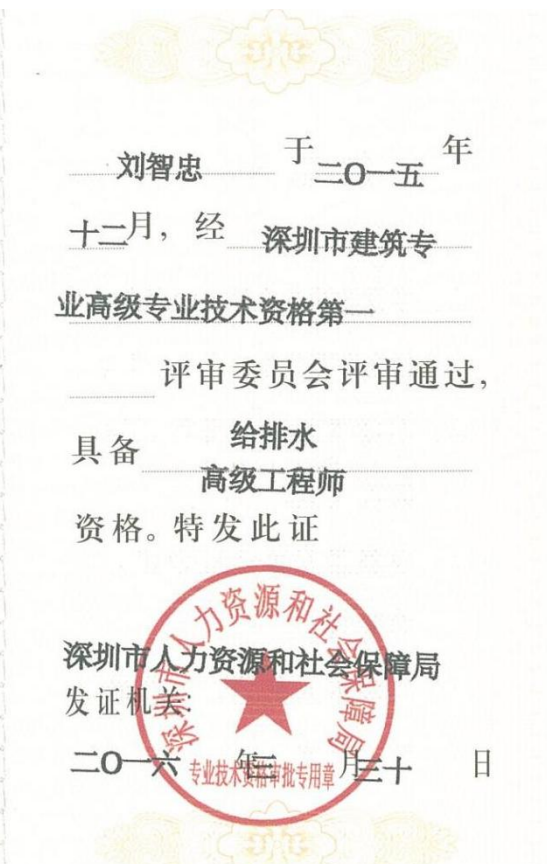 刘智忠 于 二〇一五 年
十二月，经 深圳市建筑专
业高级专业技术资格第一
评审委员会评审通过，
具备 给排水
高级工程师
资格。特发此证
深圳市人力资源和社会保障局
深圳市人力资源和社会保障局
发证机关：
二〇一六 年三 月三十 日
专业技术资格审批专用章